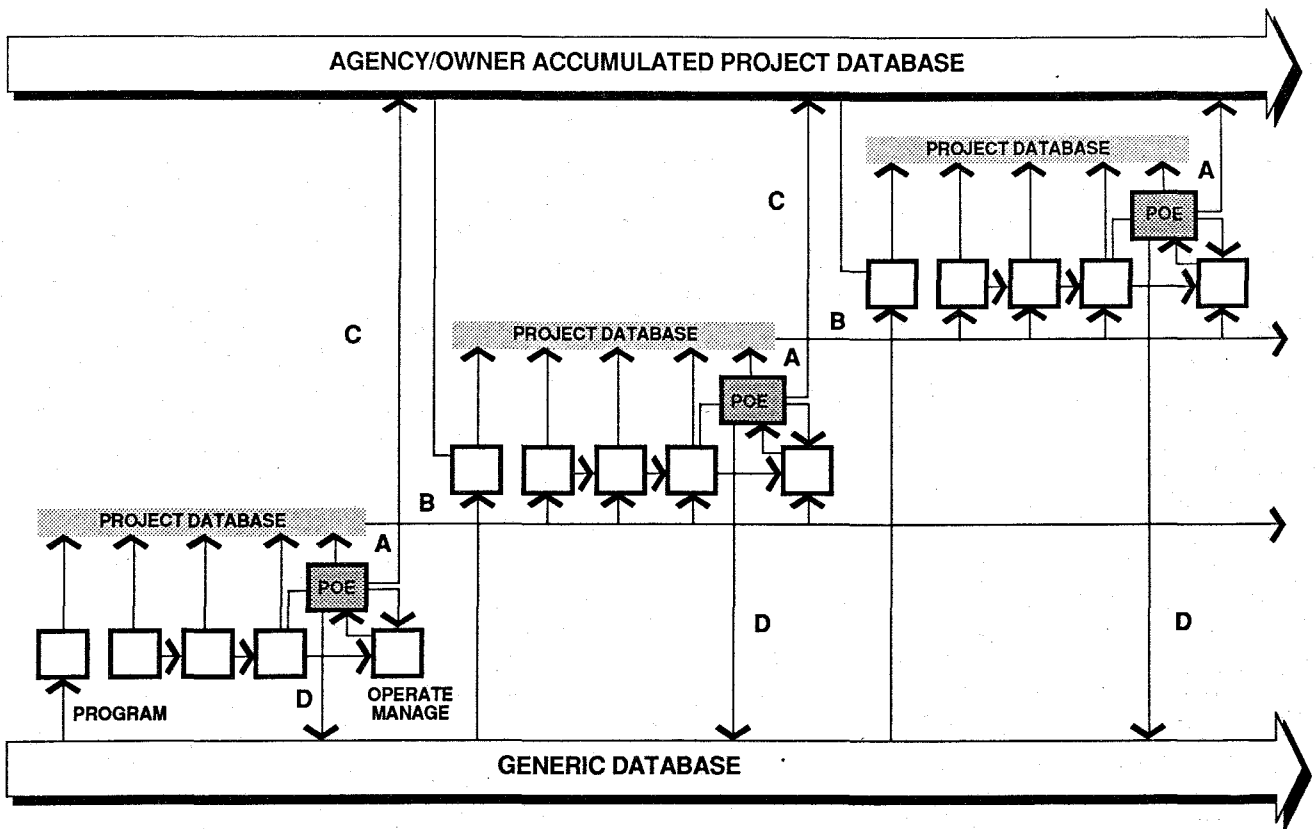 AGENCY/OWNER ACCUMULATED PROJECT DATABASE
PROJECT DATABASE
A
POE
C
C
B
PROJECT DATABASE
A
POE
B
PROJECT DATABASE
A
POE
D
D
D
PROGRAM
OPERATE
MANAGE
GENERIC DATABASE